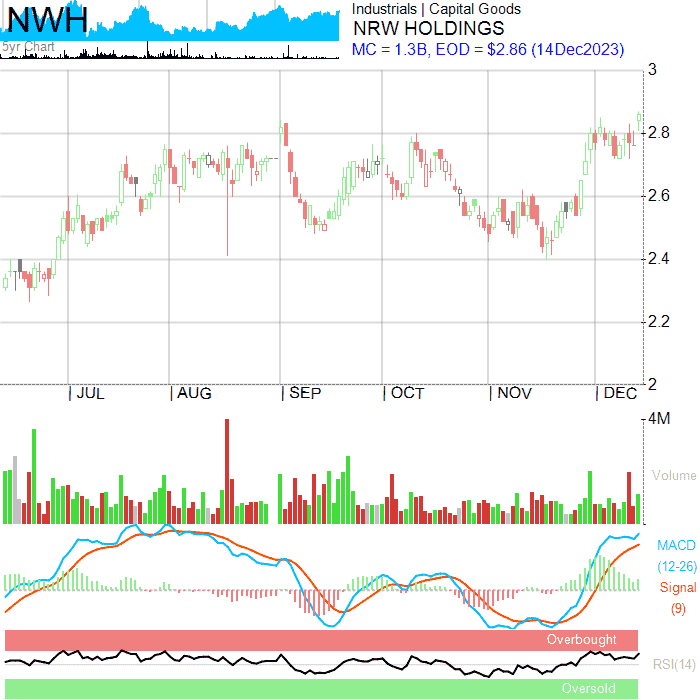 NWH
5yr Chart
Industrials | Capital Goods
NRW HOLDINGS
MC = 1.3B, EOD = $2.86 (14Dec2023)
3
2.8
2.6
2.4
2.2
2
JUL AUG SEP OCT NOV DEC
4M
Volume
MACD
(12-26)
Signal
(9)
Overbought
RSI(14)
Oversold